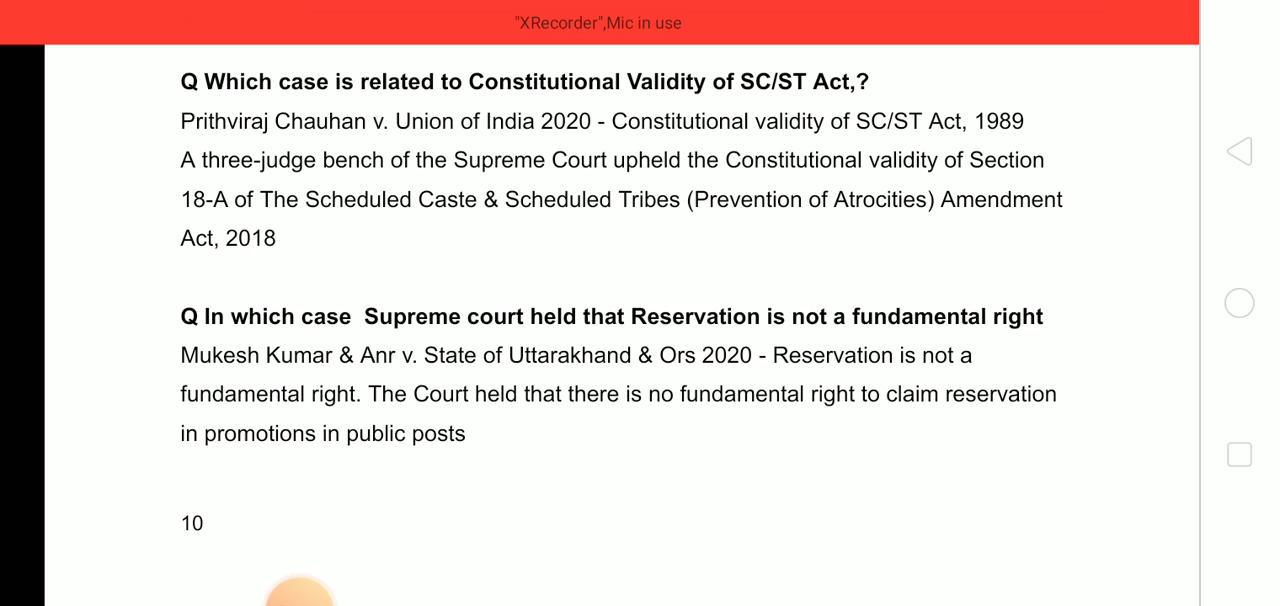 "XRecorder",Mic in use
Q Which case is related to Constitutional Validity of SC/ST Act,?
Prithviraj Chauhan v. Union of India 2020 - Constitutional validity of SC/ST Act, 1989
A three-judge bench of the Supreme Court upheld the Constitutional validity of Section
18-A of The Scheduled Caste & Scheduled Tribes (Prevention of Atrocities) Amendment
Act, 2018
Q In which case  Supreme court held that Reservation is not a fundamental right
Mukesh Kumar & Anr v. State of Uttarakhand & Ors 2020 - Reservation is not a
fundamental right. The Court held that there is no fundamental right to claim reservation
in promotions in public posts
10